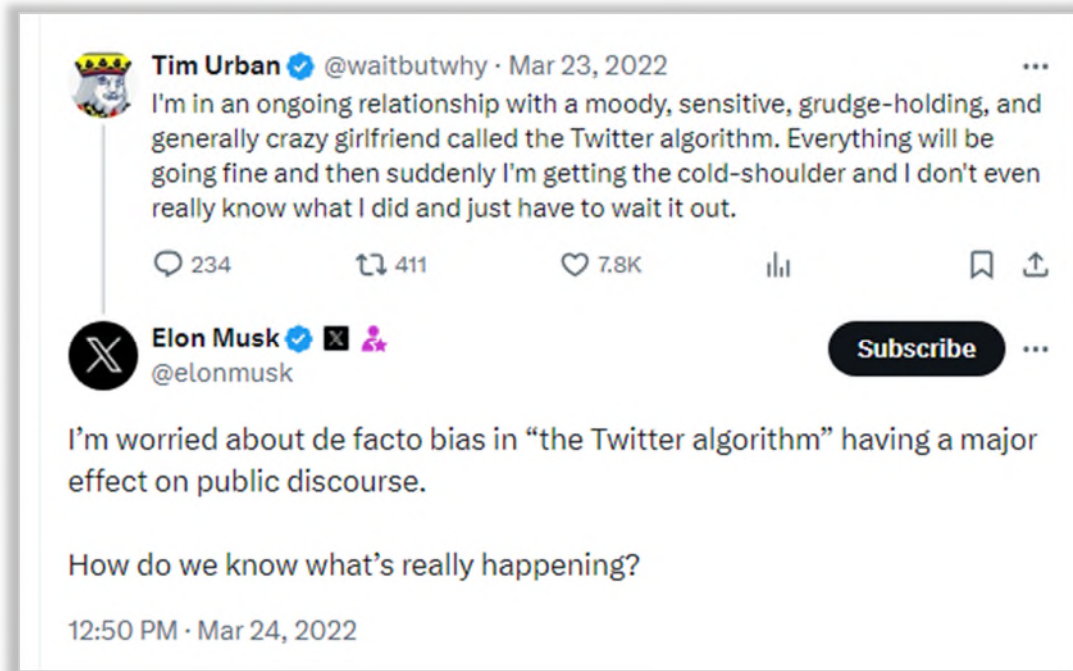 Tim Urban @waitbutwhy · Mar 23, 2022
I'm in an ongoing relationship with a moody, sensitive, grudge-holding, and
generally crazy girlfriend called the Twitter algorithm. Everything will be
going fine and then suddenly I'm getting the cold-shoulder and I don't even
really know what I did and just have to wait it out.
234 411 7.8K
Elon Musk
@elonmusk
Subscribe
I’m worried about de facto bias in “the Twitter algorithm” having a major
effect on public discourse.
How do we know what’s really happening?
12:50 PM · Mar 24, 2022